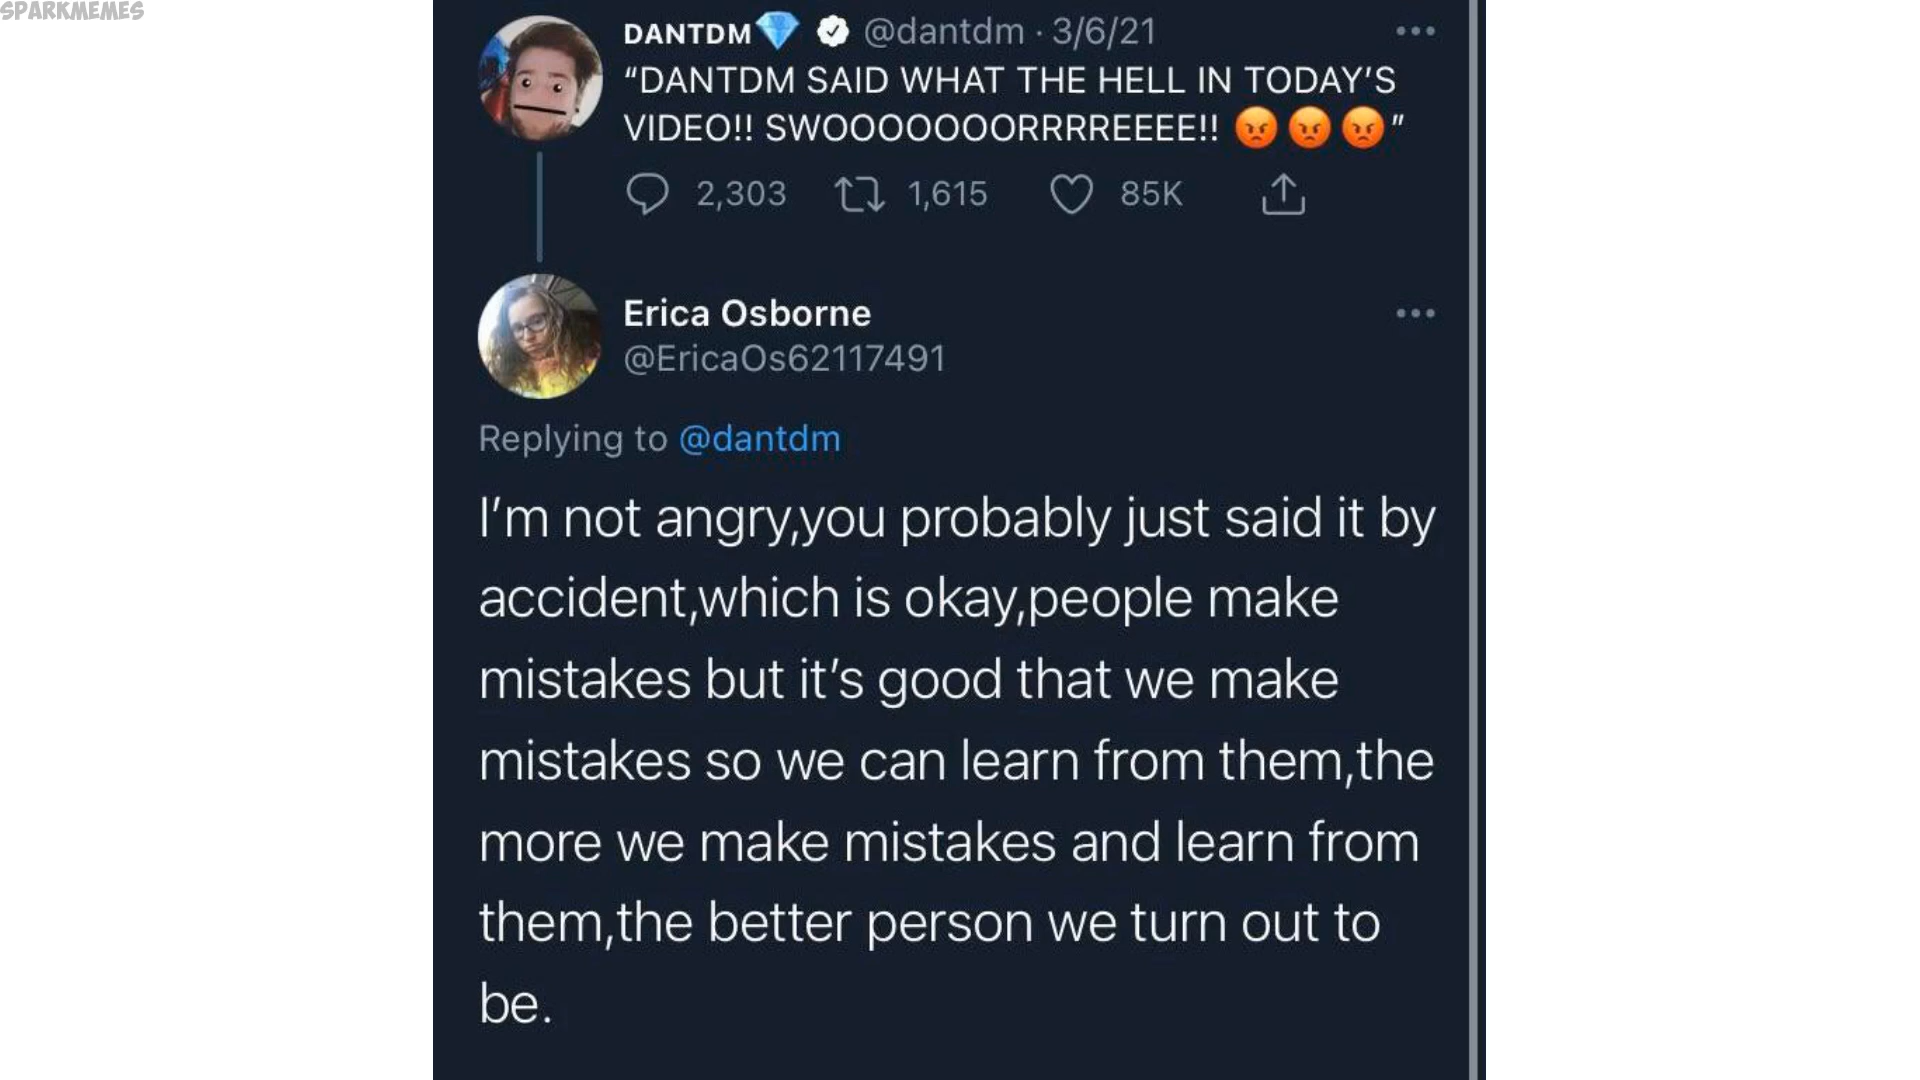 SPARKMEMES
DANTDM💎 @dantdm · 3/6/21
“DANTDM SAID WHAT THE HELL IN TODAY’S
VIDEO!! SWOOOOOOORRRREEEE!! 😡😡😡”
2,303 1,615 85K
Erica Osborne
@EricaOs62117491
Replying to @dantdm
I’m not angry,you probably just said it by
accident,which is okay,people make
mistakes but it’s good that we make
mistakes so we can learn from them,the
more we make mistakes and learn from
them,the better person we turn out to
be.